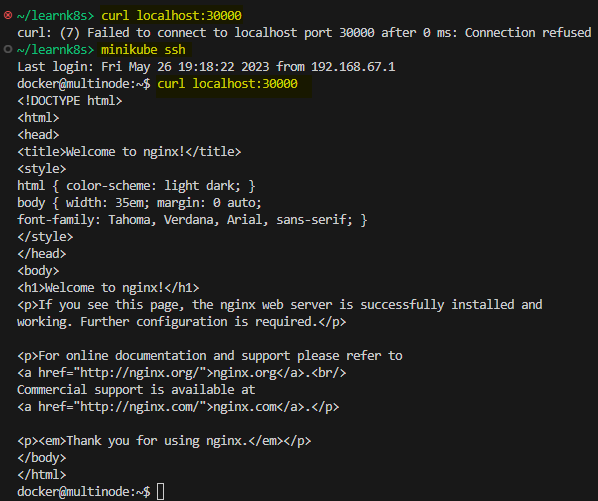 ~/learnk8s> curl localhost:30000
curl: (7) Failed to connect to localhost port 30000 after 0 ms: Connection refused
~/learnk8s> minikube ssh
Last login: Fri May 26 19:18:22 2023 from 192.168.67.1
docker@multinode:~$ curl localhost:30000
<!DOCTYPE html>
<html>
<head>
<title>Welcome to nginx!</title>
<style>
html { color-scheme: light dark; }
body { width: 35em; margin: 0 auto;
font-family: Tahoma, Verdana, Arial, sans-serif; }
</style>
</head>
<body>
<h1>Welcome to nginx!</h1>
<p>If you see this page, the nginx web server is successfully installed and
working. Further configuration is required.</p>

<p>For online documentation and support please refer to
<a href="http://nginx.org/">nginx.org</a>.<br/>
Commercial support is available at
<a href="http://nginx.com/">nginx.com</a>.</p>

<p><em>Thank you for using nginx.</em></p>
</body>
</html>
docker@multinode:~$